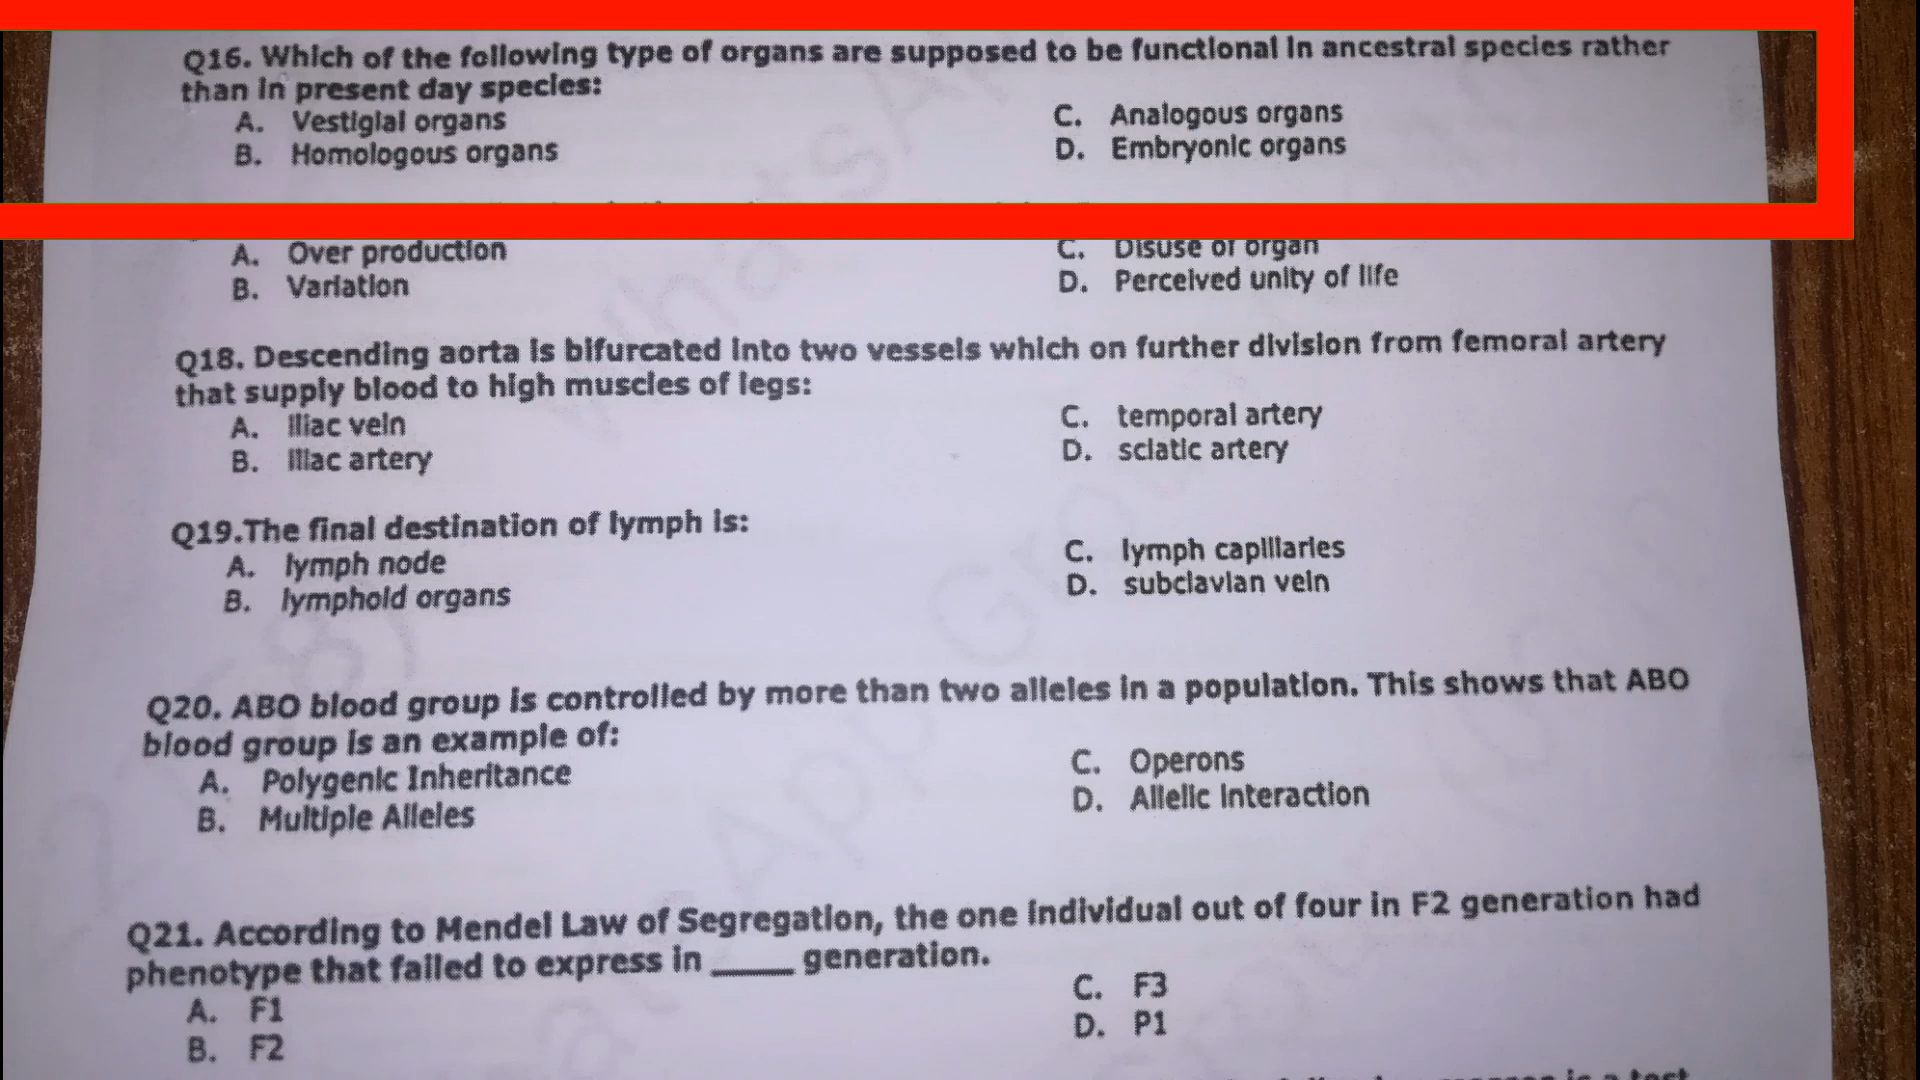 Q16. Which of the following type of organs are supposed to be functional in ancestral species rather
than in present day species:
A. Vestigial organs
B. Homologous organs
C. Analogous organs
D. Embryonic organs
A. Over production
B. Variation
C. Disuse of organ
D. Perceived unity of life
Q18. Descending aorta is bifurcated into two vessels which on further division from femoral artery
that supply blood to high muscles of legs:
A. iliac vein
B. iliac artery
C. temporal artery
D. sciatic artery
Q19.The final destination of lymph is:
A. lymph node
B. lymphoid organs
C. lymph capillaries
D. subclavian vein
Q20. ABO blood group is controlled by more than two alleles in a population. This shows that ABO
blood group is an example of:
A. Polygenic Inheritance
B. Multiple Alleles
C. Operons
D. Allelic Interaction
Q21. According to Mendel Law of Segregation, the one individual out of four in F2 generation had
phenotype that failed to express in _____ generation.
A. F1
B. F2
C. F3
D. P1